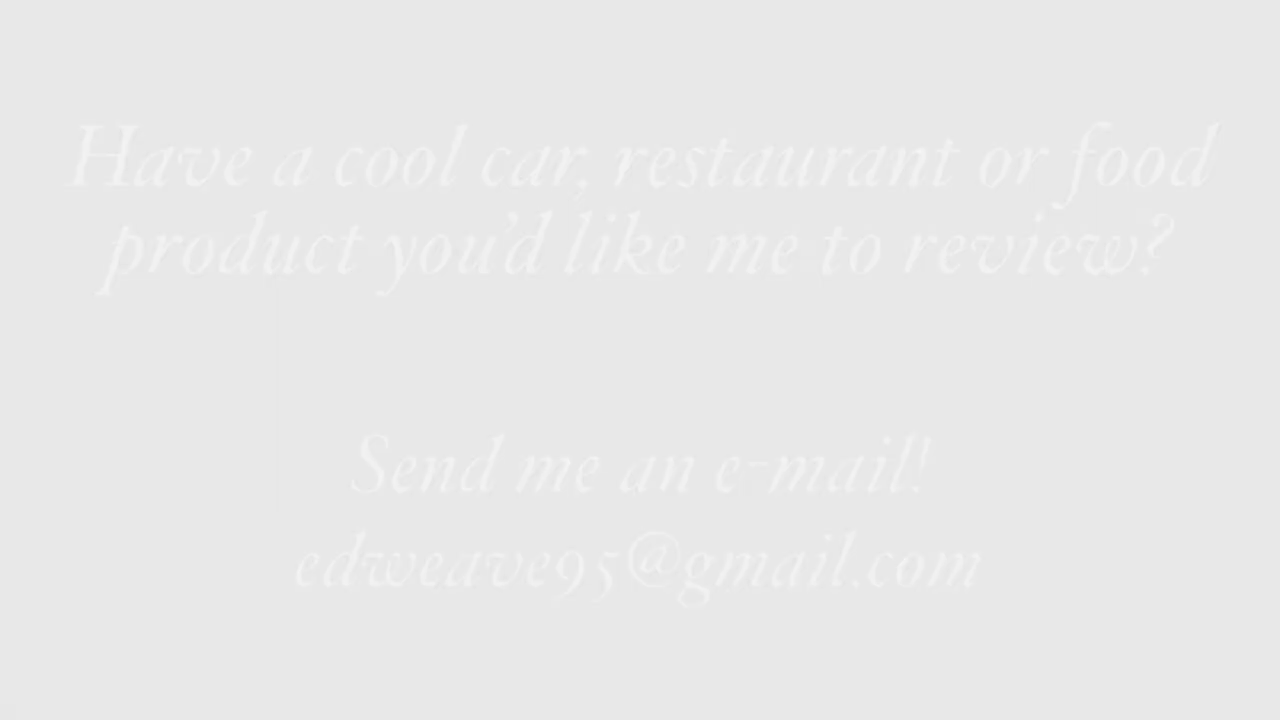 Have a cool car, restaurant or food
product you'd like me to review?
Send me an e-mail!
edweave95@gmail.com